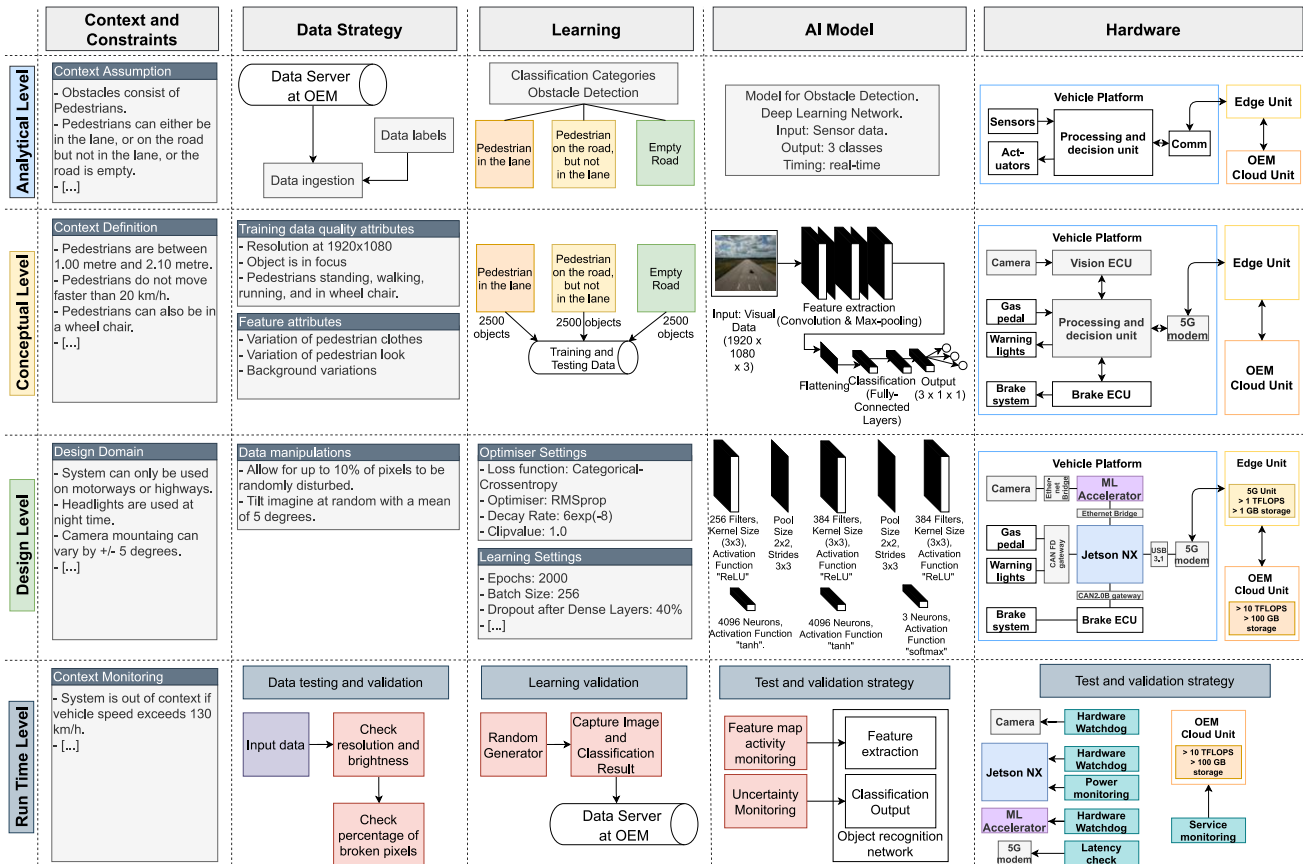 Context and
Constraints
Data Strategy
Learning
AI Model
Hardware
Analytical Level
Context Assumption
- Obstacles consist of
Pedestrians.
- Pedestrians can either be
in the lane, or on the road
but not in the lane, or the
road is empty.
- [...]
Data Server
at OEM
Data labels
Data ingestion
Classification Categories
Obstacle Detection
Pedestrian
in the lane
Pedestrian
on the road,
but not
in the lane
Empty
Road
Model for Obstacle Detection.
Deep Learning Network.
Input: Sensor data.
Output: 3 classes
Timing: real-time
Vehicle Platform
Sensors
Act-
uators
Processing and
decision unit
Comm
Edge Unit
OEM
Cloud Unit
Conceptual Level
Context Definition
- Pedestrians are between
1.00 metre and 2.10 metre.
- Pedestrians do not move
faster than 20 km/h.
- Pedestrians can also be in
a wheel chair.
- [...]
Training data quality attributes
- Resolution at 1920x1080
- Object is in focus
- Pedestrians standing, walking,
running, and in wheel chair.
Feature attributes
- Variation of pedestrian clothes
- Variation of pedestrian look
- Background variations
Pedestrian
in the lane
Pedestrian
on the road,
but not
in the lane
Empty
Road
2500
objects
2500 objects
2500
objects
Training and
Testing Data
Input: Visual
Data
(1920 x
1080
x 3)
Feature extraction
(Convolution & Max-pooling)
Flattening
Classification
(Fully-
Connected
Layers)
Output
(3 x 1 x 1)
Vehicle Platform
Camera
Vision ECU
Gas
pedal
Warning
lights
Processing and
decision unit
5G
modem
Brake
system
Brake ECU
Edge Unit
OEM
Cloud Unit
Design Level
Design Domain
- System can only be used
on motorways or highways.
- Headlights are used at
night time.
- Camera mountaing can
vary by +/- 5 degrees.
- [...]
Data manipulations
- Allow for up to 10% of pixels to be
randomly disturbed.
- Tilt imagine at random with a mean
of 5 degrees.
Optimiser Settings
- Loss function: Categorical-
Crossentropy
- Optimiser: RMSprop
- Decay Rate: 6exp(-8)
- Clipvalue: 1.0
Learning Settings
- Epochs: 2000
- Batch Size: 256
- Dropout after Dense Layers: 40%
- [...]
256 Filters,
Kernel Size
(3x3),
Activation
Function
"ReLU"
Pool
Size
2x2,
Strides
3x3
384 Filters,
Kernel Size
(3x3),
Activation
Function
"ReLU"
Pool
Size
2x2,
Strides
3x3
384 Filters,
Kernel Size
(3x3),
Activation
Function
"ReLU"
4096 Neurons,
Activation Function
"tanh".
4096 Neurons,
Activation Function
"tanh"
3 Neurons,
Activation
Function
"softmax"
Vehicle Platform
Camera
Ether-
net
Bridge
ML
Accelerator
Ethernet Bridge
Gas
pedal
Warning
lights
CAN FD
gateway
Jetson NX
USB
3.1
5G
modem
CAN2.0B gateway
Brake
system
Brake ECU
Edge Unit
5G Unit
> 1 TFLOPS
> 1 GB storage
OEM
Cloud Unit
> 10 TFLOPS
> 100 GB
storage
Run Time Level
Context Monitoring
- System is out of context if
vehicle speed exceeds 130
km/h.
- [...]
Data testing and validation
Input data
Check
resolution and
brightness
Check
percentage of
broken pixels
Learning validation
Random
Generator
Capture Image
and
Classification
Result
Data Server
at OEM
Test and validation strategy
Feature map
activity
monitoring
Feature
extraction
Uncertainty
Monitoring
Classification
Output
Object recognition
network
Test and validation strategy
Camera
Hardware
Watchdog
Jetson NX
Hardware
Watchdog
Power
monitoring
ML
Accelerator
Hardware
Watchdog
5G
modem
Latency
check
OEM
Cloud Unit
> 10 TFLOPS
> 100 GB
storage
Service
monitoring